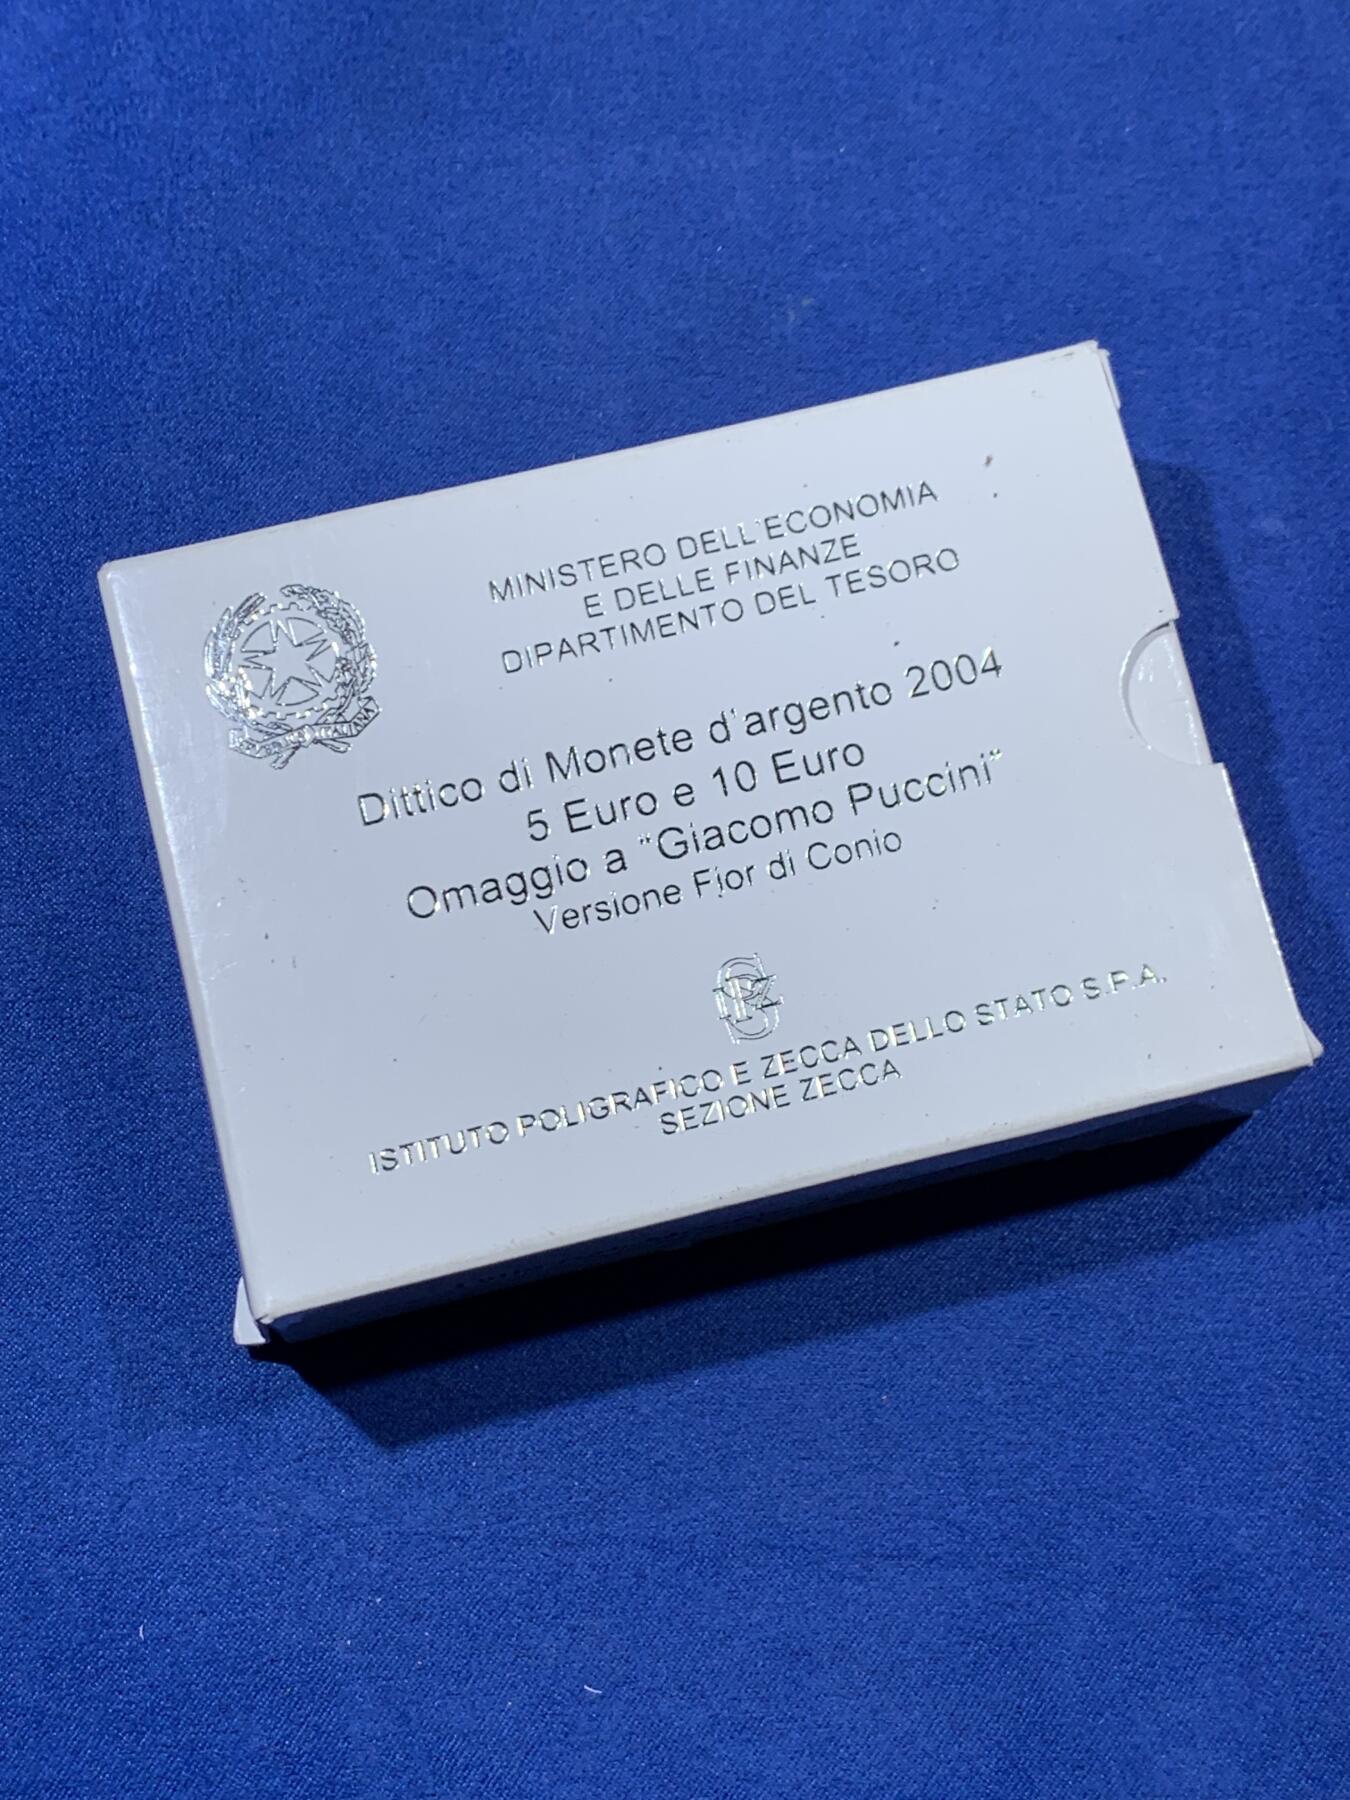 MINISTERO DELL'ECONOMIA
E DELLE FINANZE
DIPARTIMENTO DEL TESORO
Dittico di Monete d'argento 2004
5 Euro e 10 Euro
Omaggio a "Giacomo Puccini"
Versione Fior di Conio
ISTITUTO POLIGRAFICO E ZECCA DELLO STATO S.P.A.
SEZIONE ZECCA